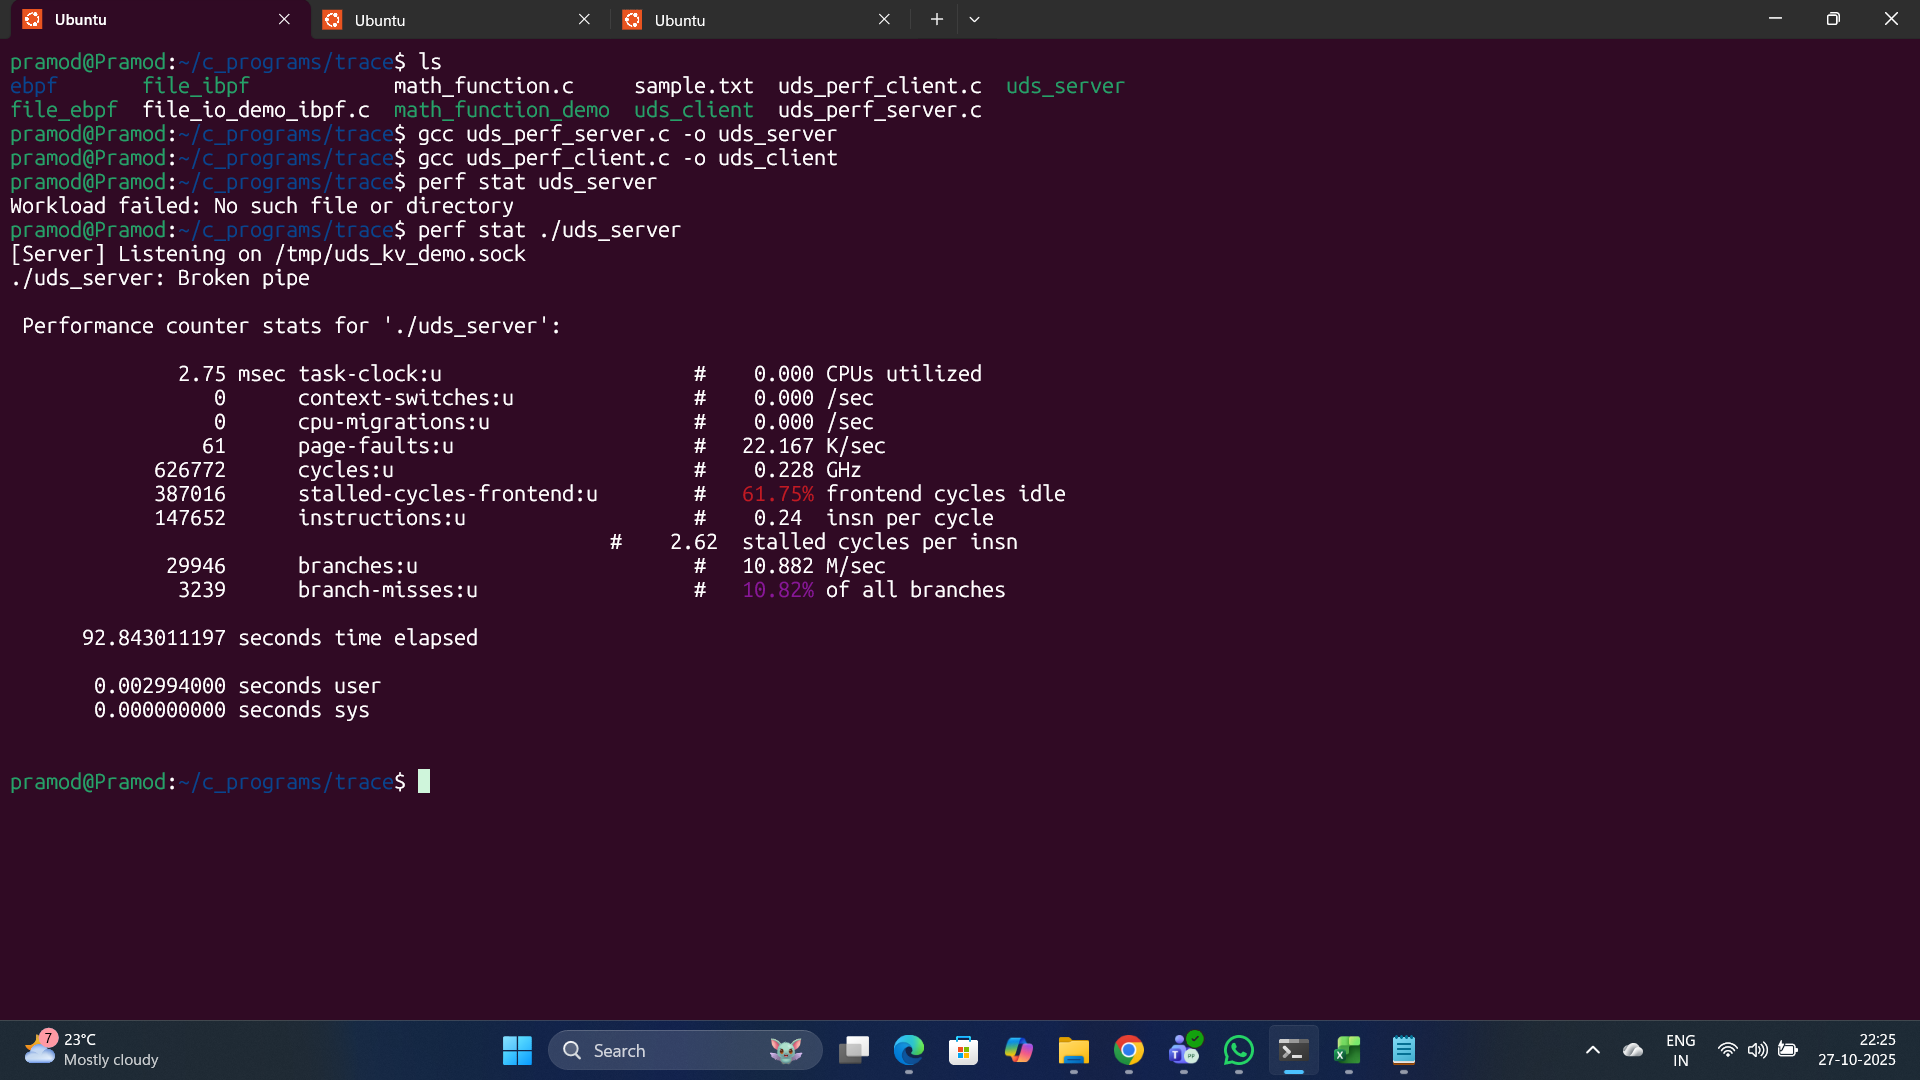 Ubuntu Ubuntu Ubuntu
pramod@Pramod:~/c_programs/trace$ ls
ebpf file_ibpf math_function.c sample.txt uds_perf_client.c uds_server
file_ebpf file_io_demo_ibpf.c math_function_demo uds_client uds_perf_server.c
pramod@Pramod:~/c_programs/trace$ gcc uds_perf_server.c -o uds_server
pramod@Pramod:~/c_programs/trace$ gcc uds_perf_client.c -o uds_client
pramod@Pramod:~/c_programs/trace$ perf stat uds_server
Workload failed: No such file or directory
pramod@Pramod:~/c_programs/trace$ perf stat ./uds_server
[Server] Listening on /tmp/uds_kv_demo.sock
./uds_server: Broken pipe
Performance counter stats for './uds_server':
2.75 msec task-clock:u # 0.000 CPUs utilized
0 context-switches:u # 0.000 /sec
0 cpu-migrations:u # 0.000 /sec
61 page-faults:u # 22.167 K/sec
626772 cycles:u # 0.228 GHz
387016 stalled-cycles-frontend:u # 61.75% frontend cycles idle
147652 instructions:u # 0.24 insn per cycle
# 2.62 stalled cycles per insn
29946 branches:u # 10.882 M/sec
3239 branch-misses:u # 10.82% of all branches
92.843011197 seconds time elapsed
0.002994000 seconds user
0.000000000 seconds sys
pramod@Pramod:~/c_programs/trace$
7
23°C
Mostly cloudy
Search
T PP
X
ENG
IN
22:25
27-10-2025